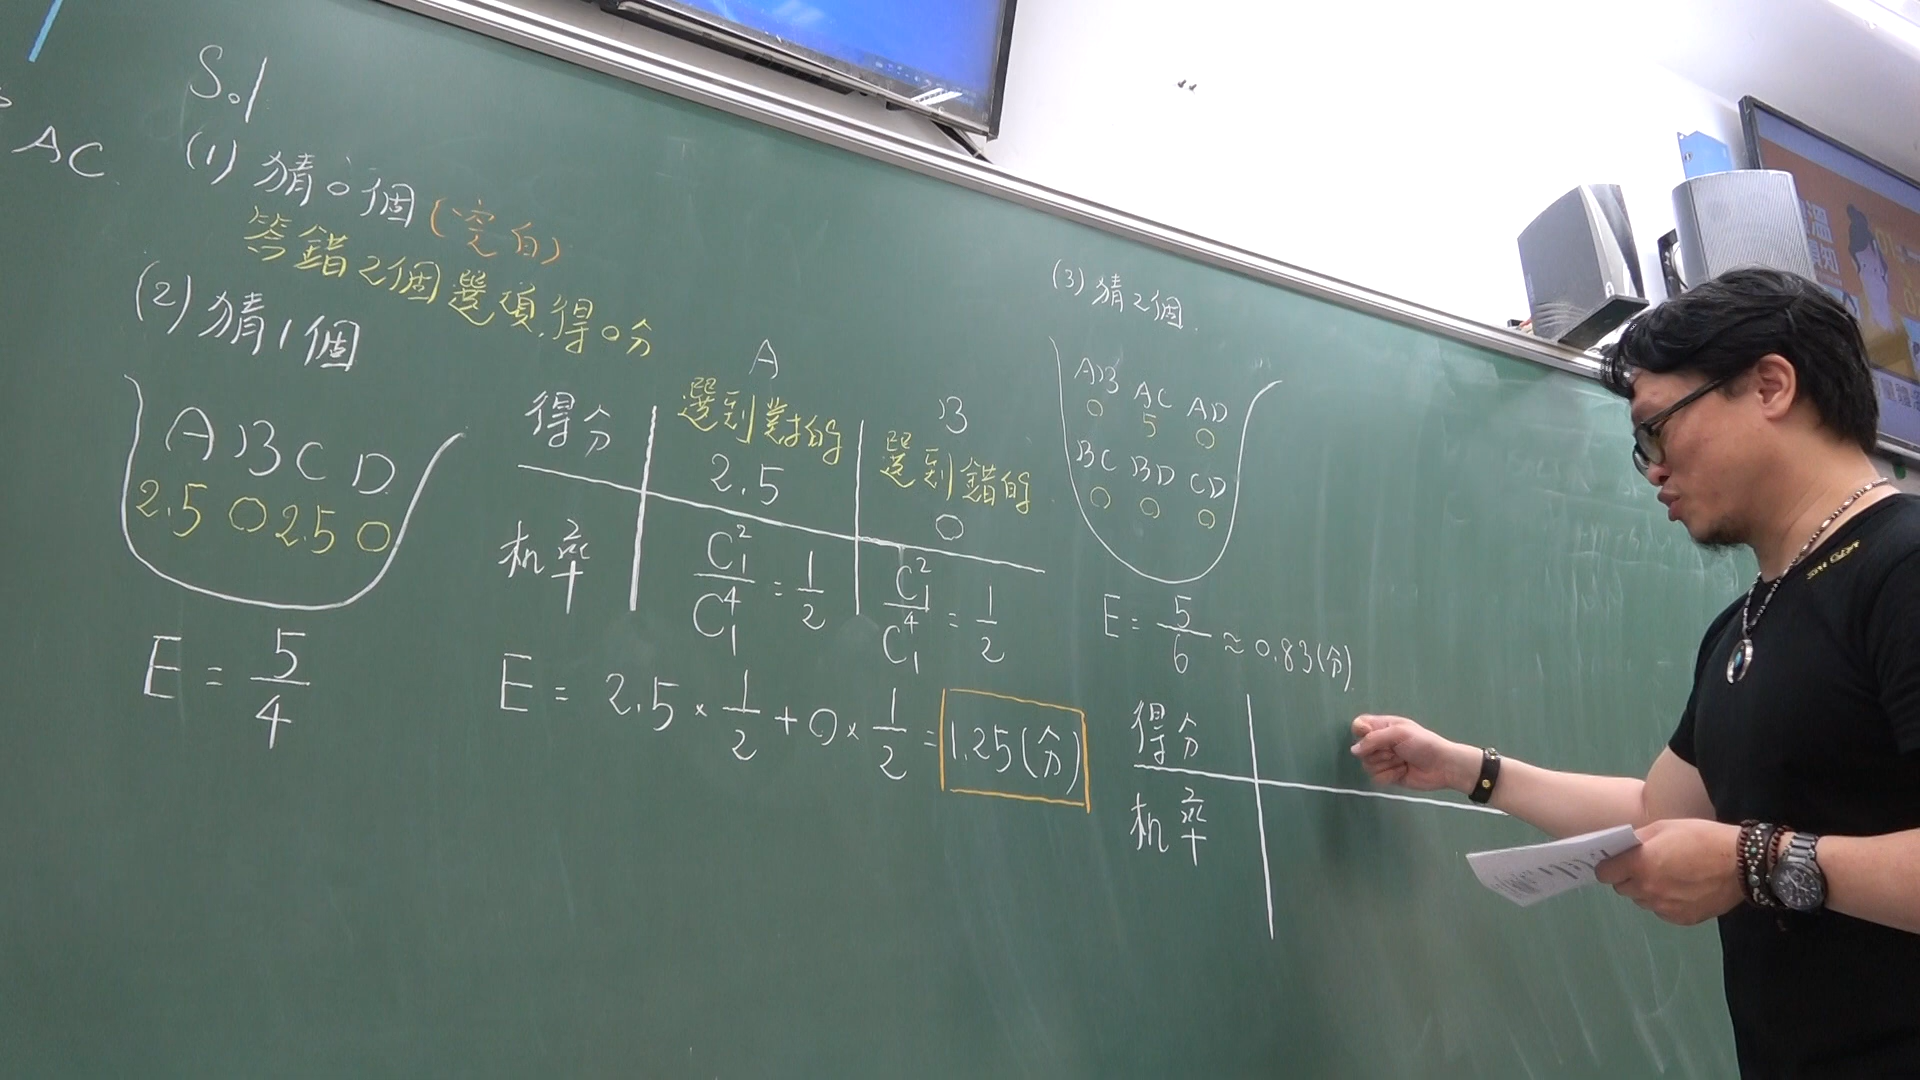 AC
Sol
(1) 猜0個(空白)
答錯2個選項,得0分
(2) 猜1個
A B C D
2.5 0 2.5 0
E = 5/4
A B
得分 選到對的 選到錯的
2.5 0
机率 C²₁/C⁴₁ = 1/2 C²₁/C⁴₁ = 1/2
E = 2.5 × 1/2 + 0 × 1/2 = 1.25(分)
(3) 猜2個.
AB AC AD
0 5 0
BC BD CD
0 0 0
E = 5/6 ≈ 0.83(分).
得分
机率